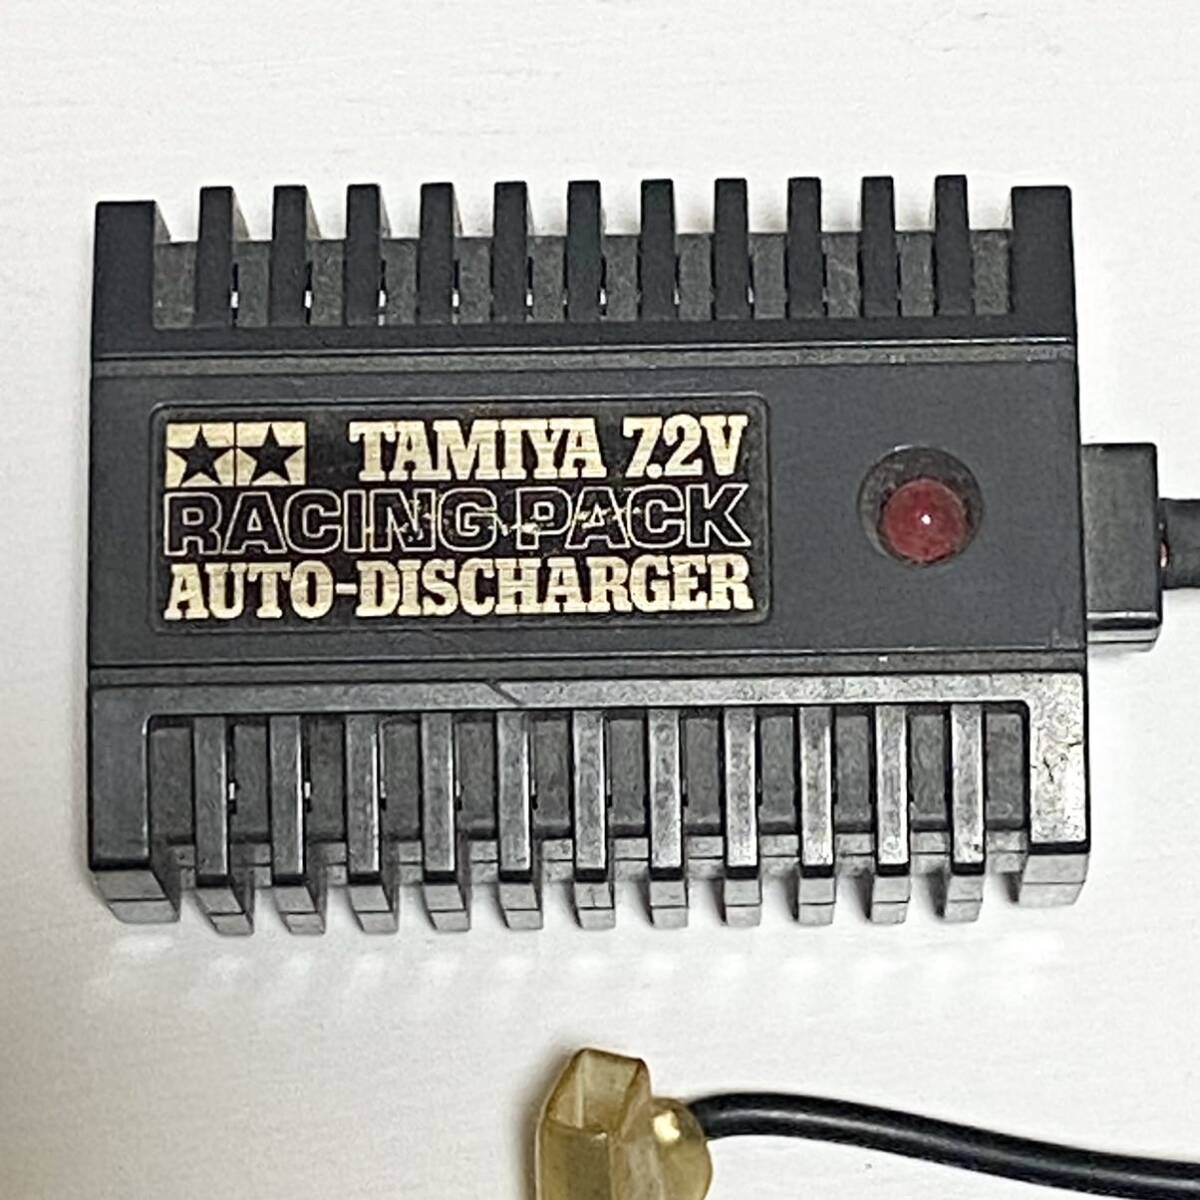 TAMIYA 7.2V
RACING PACK
AUTO-DISCHARGER